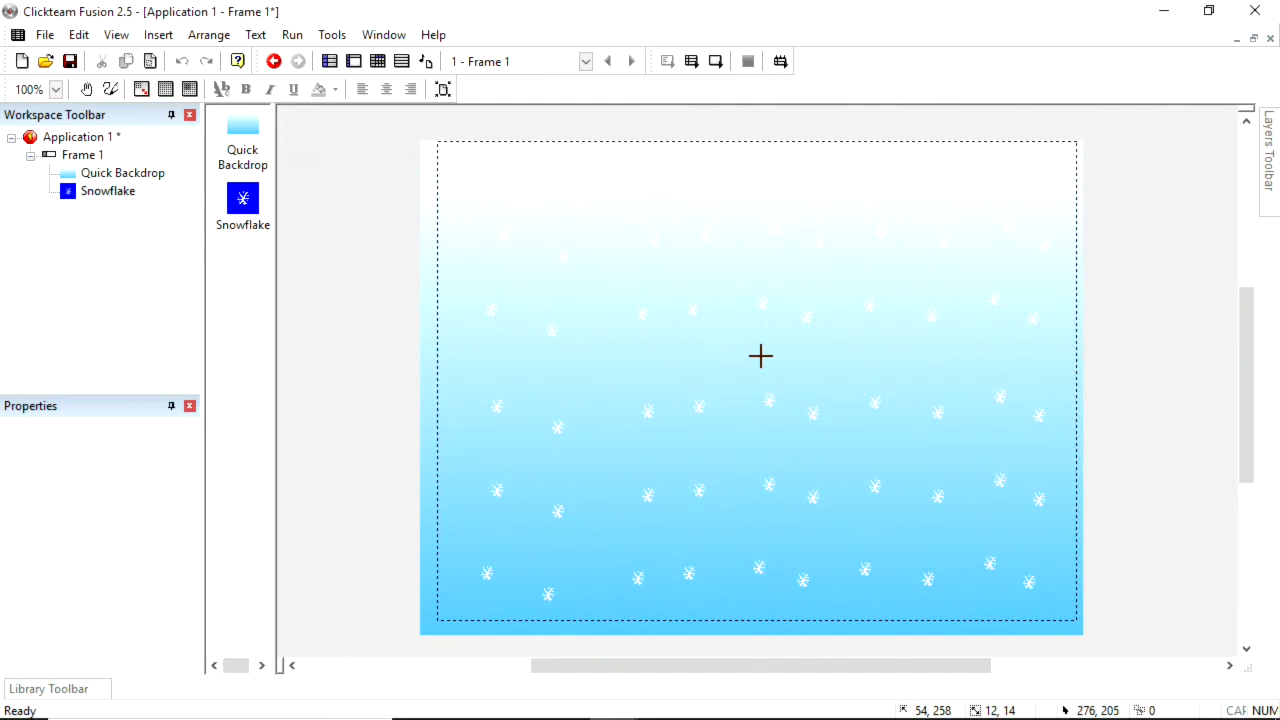 Clickteam Fusion 2.5 - [Application 1 - Frame 1*]
File Edit View Insert Arrange Text Run Tools Window Help
1 - Frame 1
100% B I U
Workspace Toolbar
Application 1 *
Frame 1
Quick Backdrop
Snowflake
Properties
Quick
Backdrop
Snowflake
Layers Toolbar
Library Toolbar
Ready 54, 258 12, 14 276, 205 0 CAP NUM